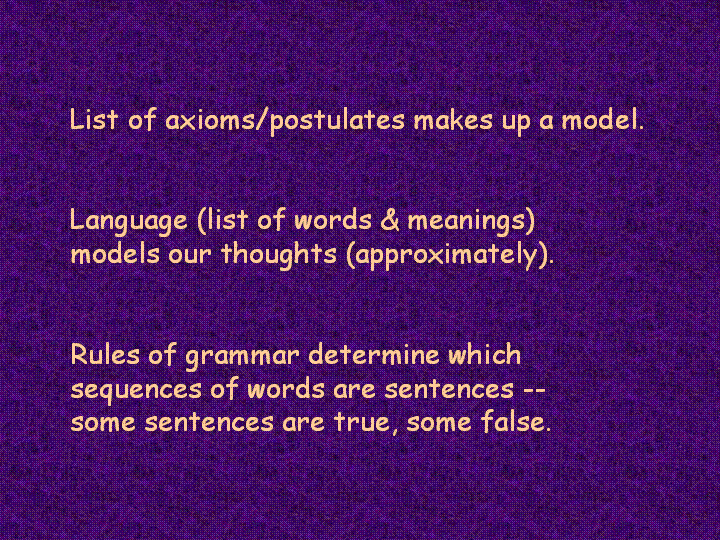 List of axioms/postulates makes up a model.
Language (list of words & meanings)
models our thoughts (approximately).
Rules of grammar determine which
sequences of words are sentences --
some sentences are true, some false.